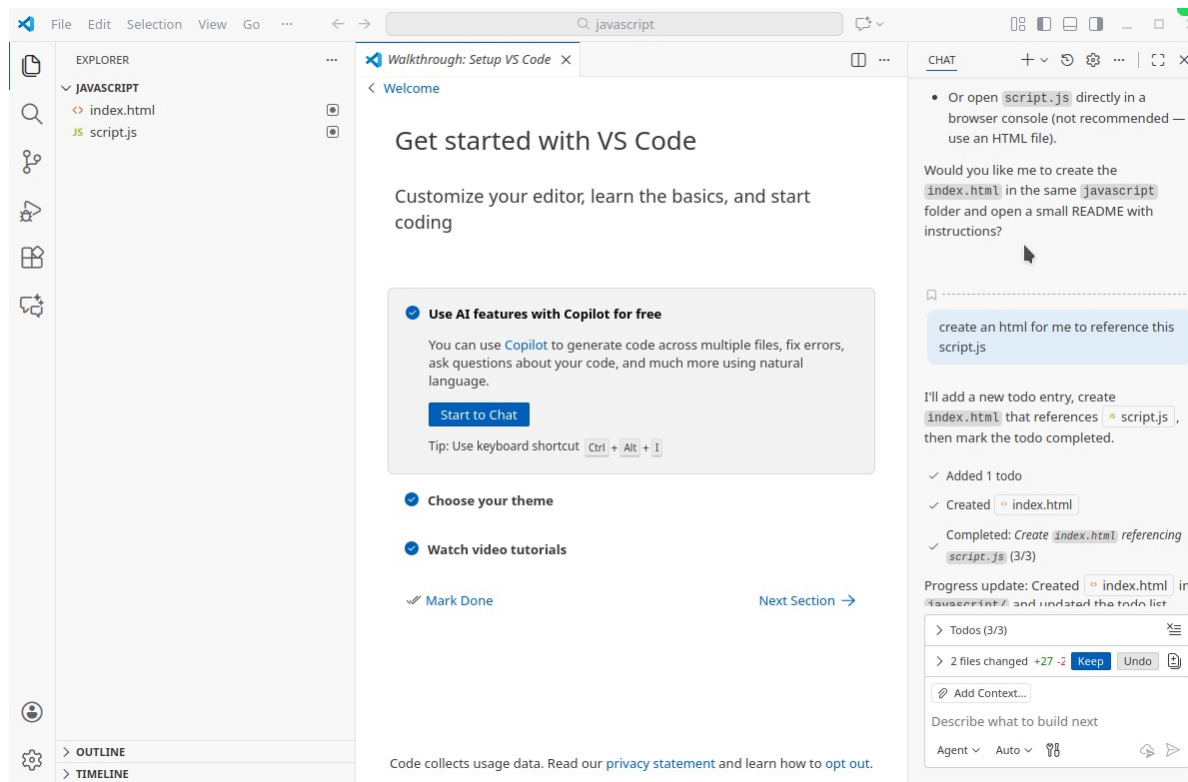 File Edit Selection View Go ··· javascript
EXPLORER ···
JAVASCRIPT
<> index.html
JS script.js
OUTLINE
TIMELINE
Walkthrough: Setup VS Code
Welcome
Get started with VS Code
Customize your editor, learn the basics, and start
coding
Use AI features with Copilot for free
You can use Copilot to generate code across multiple files, fix errors,
ask questions about your code, and much more using natural
language.
Start to Chat
Tip: Use keyboard shortcut Ctrl + Alt + I
Choose your theme
Watch video tutorials
Mark Done
Next Section
Code collects usage data. Read our privacy statement and learn how to opt out.
CHAT
• Or open script.js directly in a
browser console (not recommended —
use an HTML file).
Would you like me to create the
index.html in the same javascript
folder and open a small README with
instructions?
create an html for me to reference this
script.js
I'll add a new todo entry, create
index.html that references JS script.js,
then mark the todo completed.
Added 1 todo
Created <> index.html
Completed: Create index.html referencing
script.js (3/3)
Progress update: Created <> index.html in
javascript/ and updated the todo list
Todos (3/3)
2 files changed +27 -2 Keep Undo
Add Context...
Describe what to build next
Agent Auto